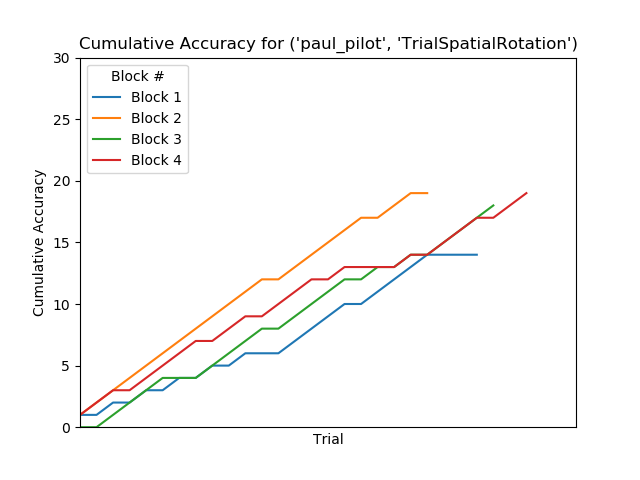 Cumulative Accuracy for ('paul_pilot', 'TrialSpatialRotation')
30
25
20
15
10
5
0
Cumulative Accuracy
Block #
Block 1
Block 2
Block 3
Block 4
Trial